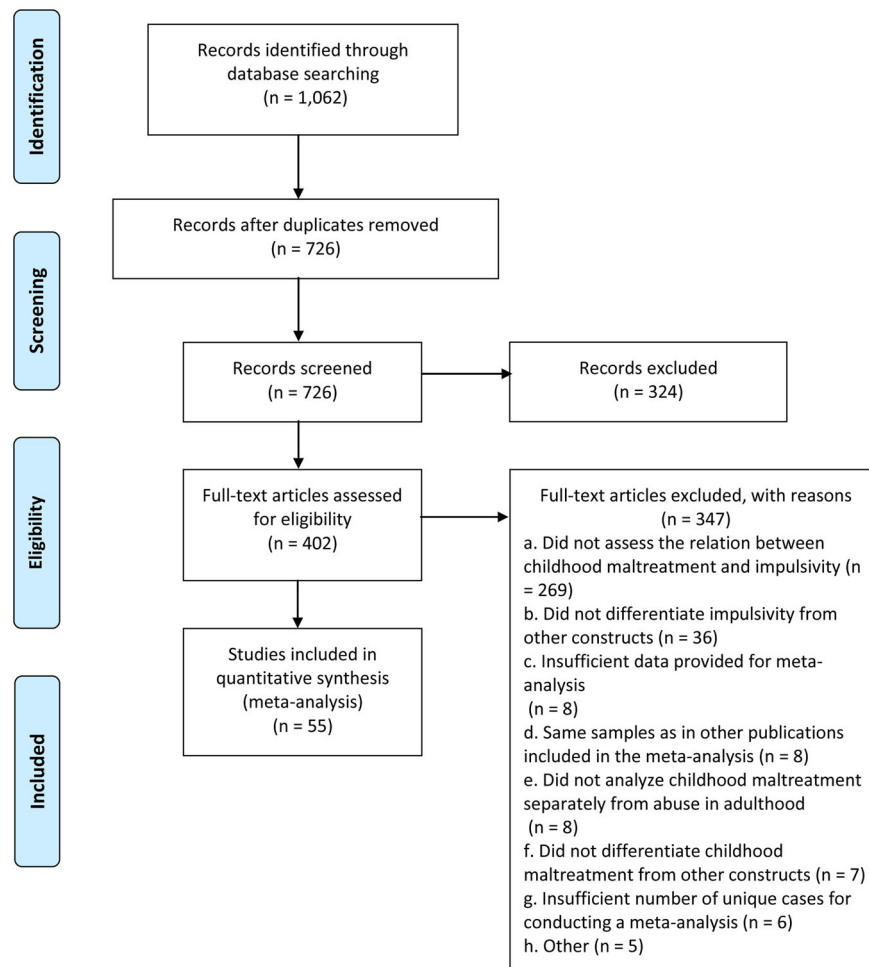 Identification
Records identified through
database searching
(n = 1,062)
Records after duplicates removed
(n = 726)
Screening
Records screened
(n = 726)
Records excluded
(n = 324)
Eligibility
Full-text articles assessed
for eligibility
(n = 402)
Full-text articles excluded, with reasons
(n = 347)
a. Did not assess the relation between
childhood maltreatment and impulsivity (n
= 269)
b. Did not differentiate impulsivity from
other constructs (n = 36)
c. Insufficient data provided for meta-
analysis
(n = 8)
d. Same samples as in other publications
included in the meta-analysis (n = 8)
e. Did not analyze childhood maltreatment
separately from abuse in adulthood
(n = 8)
f. Did not differentiate childhood
maltreatment from other constructs (n = 7)
g. Insufficient number of unique cases for
conducting a meta-analysis (n = 6)
h. Other (n = 5)
Included
Studies included in
quantitative synthesis
(meta-analysis)
(n = 55)